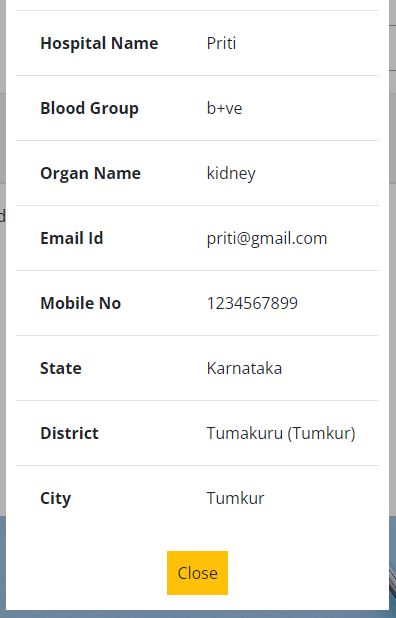 Hospital Name Priti
Blood Group b+ve
Organ Name kidney
Email Id priti@gmail.com
Mobile No 1234567899
State Karnataka
District Tumakuru (Tumkur)
City Tumkur
Close